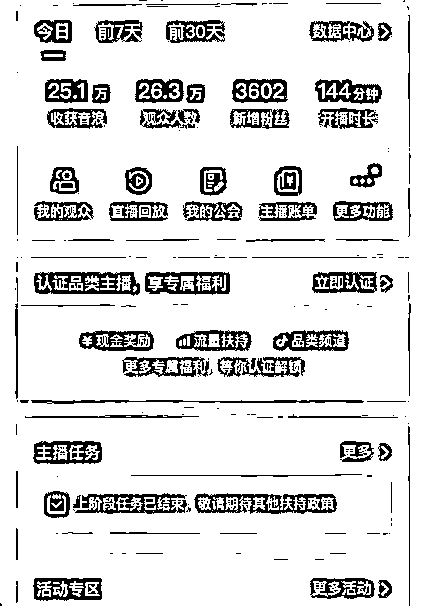 今日 前7天 前30天 数据中心
25.1万 26.3万 3602 144分钟
收获音浪 观众人数 新增粉丝 开播时长
我的观众 直播回放 我的公会 主播账单 更多功能
认证品类主播，享专属福利 立即认证
¥现金奖励 流量扶持 品类频道
更多专属福利，等你认证解锁
主播任务 更多
上阶段任务已结束，敬请期待其他扶持政策
活动专区 更多活动